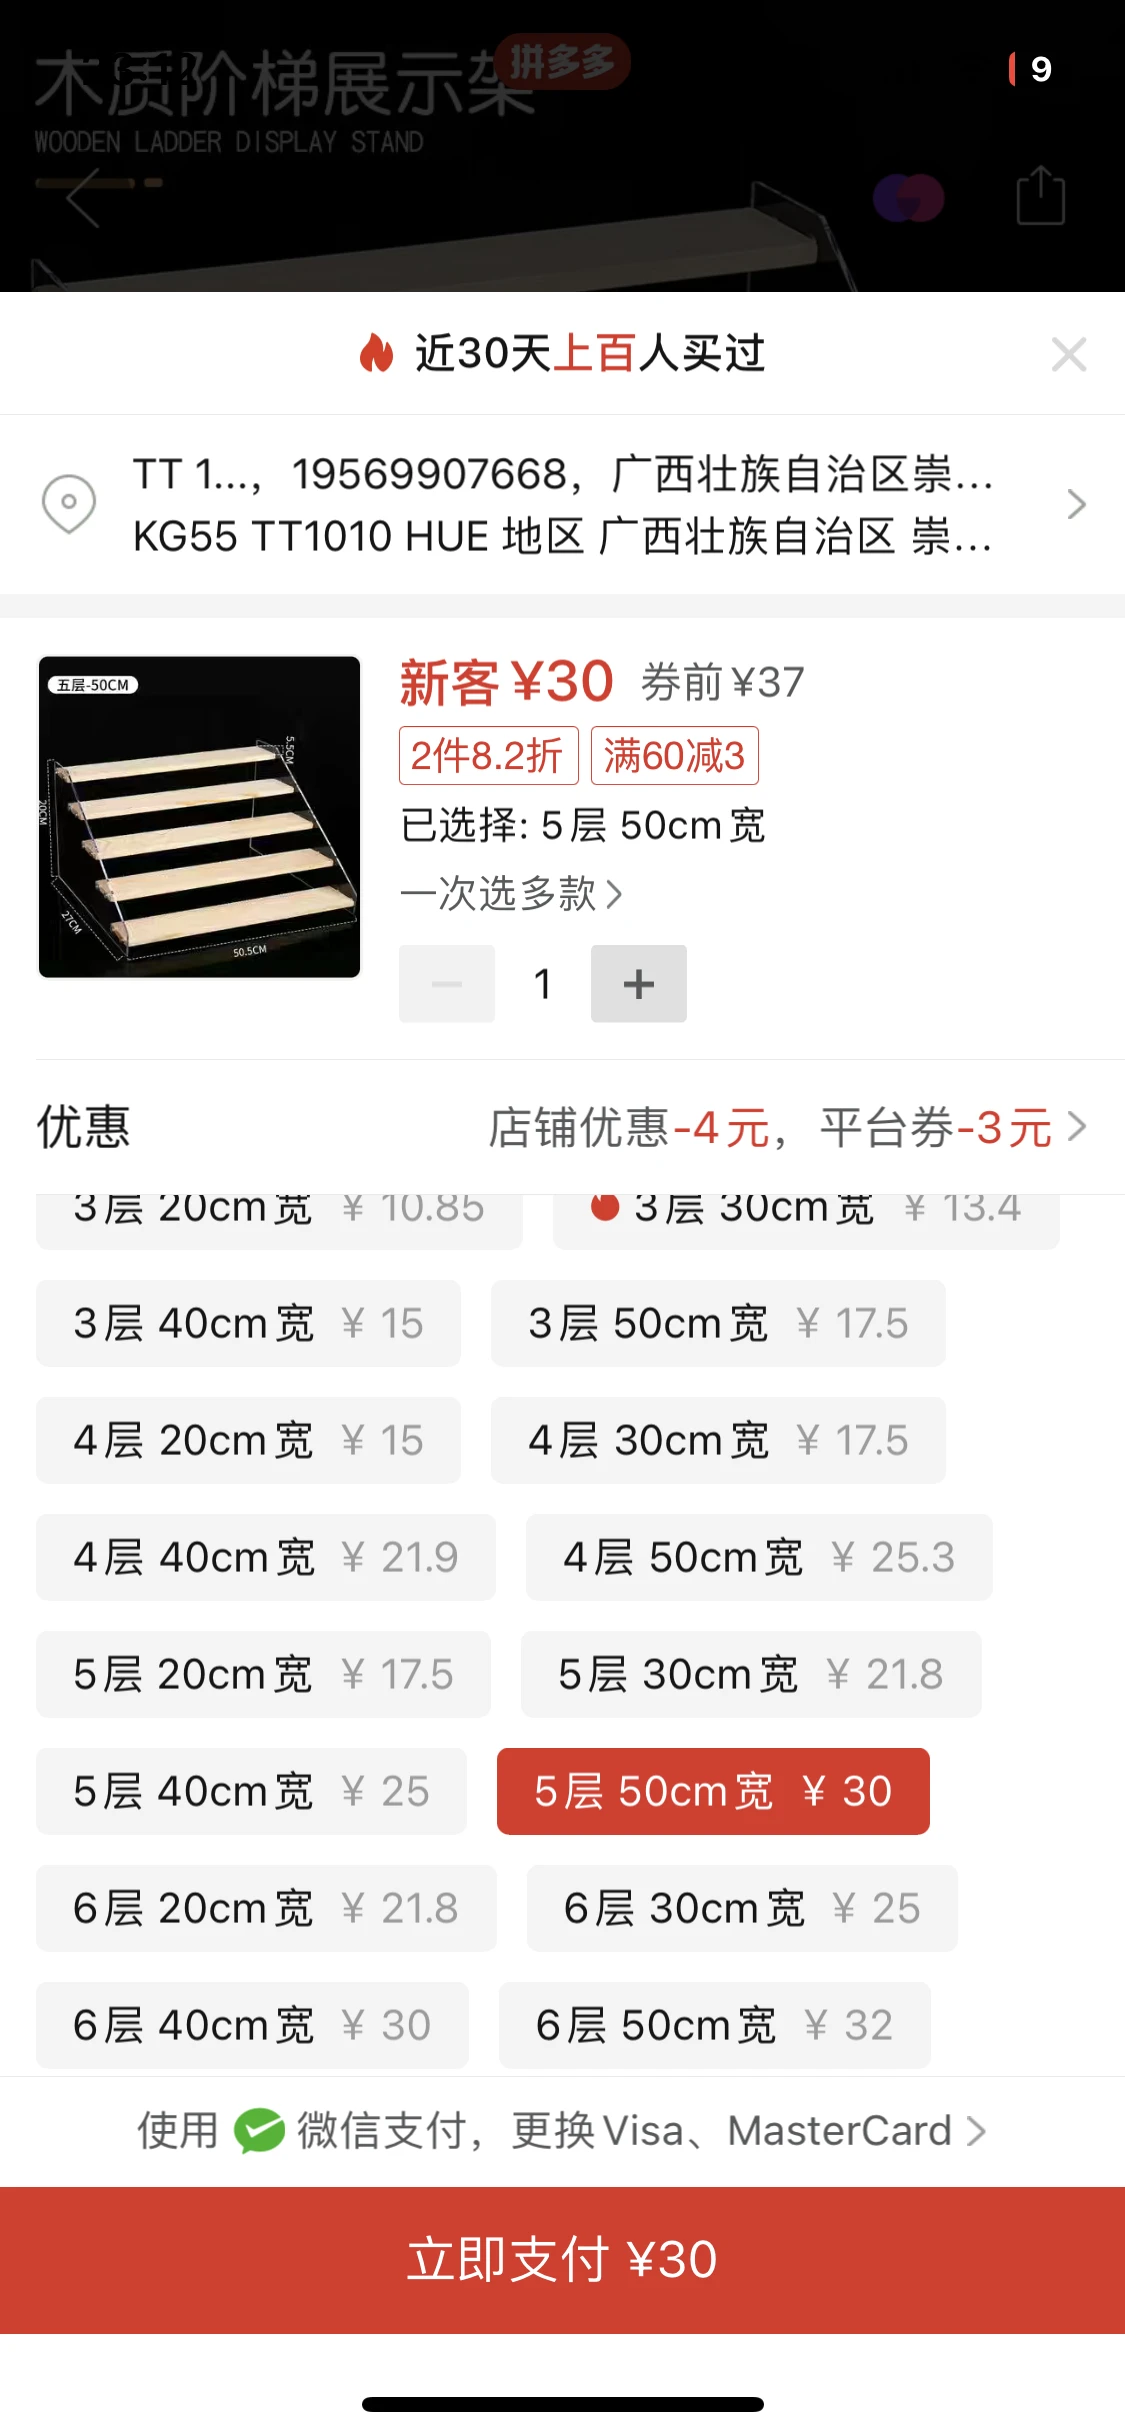 木质阶梯展示架
拼多多
9
WOODEN LADDER DISPLAY STAND
近30天上百人买过
TT 1...，19569907668，广西壮族自治区崇...
KG55 TT1010 HUE 地区 广西壮族自治区 崇...
五层-50CM
5.5CM
20CM
27CM
50.5CM
新客 ¥30 券前 ¥37
2件8.2折 满60减3
已选择: 5层 50cm宽
一次选多款
1
优惠 店铺优惠-4元，平台券-3元
3层 20cm宽 ¥ 10.85 3层 30cm宽 ¥ 13.4
3层 40cm宽 ¥ 15 3层 50cm宽 ¥ 17.5
4层 20cm宽 ¥ 15 4层 30cm宽 ¥ 17.5
4层 40cm宽 ¥ 21.9 4层 50cm宽 ¥ 25.3
5层 20cm宽 ¥ 17.5 5层 30cm宽 ¥ 21.8
5层 40cm宽 ¥ 25 5层 50cm宽 ¥ 30
6层 20cm宽 ¥ 21.8 6层 30cm宽 ¥ 25
6层 40cm宽 ¥ 30 6层 50cm宽 ¥ 32
使用 微信支付，更换Visa、MasterCard
立即支付 ¥30